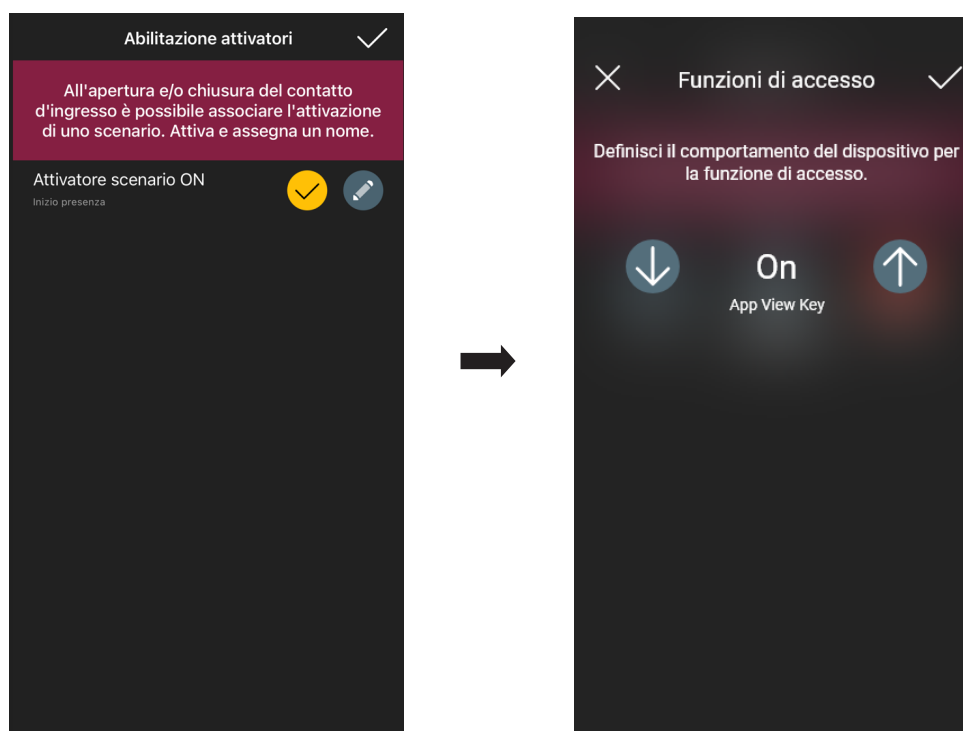 Abilitazione attivatori
All'apertura e/o chiusura del contatto
d'ingresso è possibile associare l'attivazione
di uno scenario. Attiva e assegna un nome.
Attivatore scenario ON
Inizio presenza
Funzioni di accesso
Definisci il comportamento del dispositivo per
la funzione di accesso.
On
App View Key